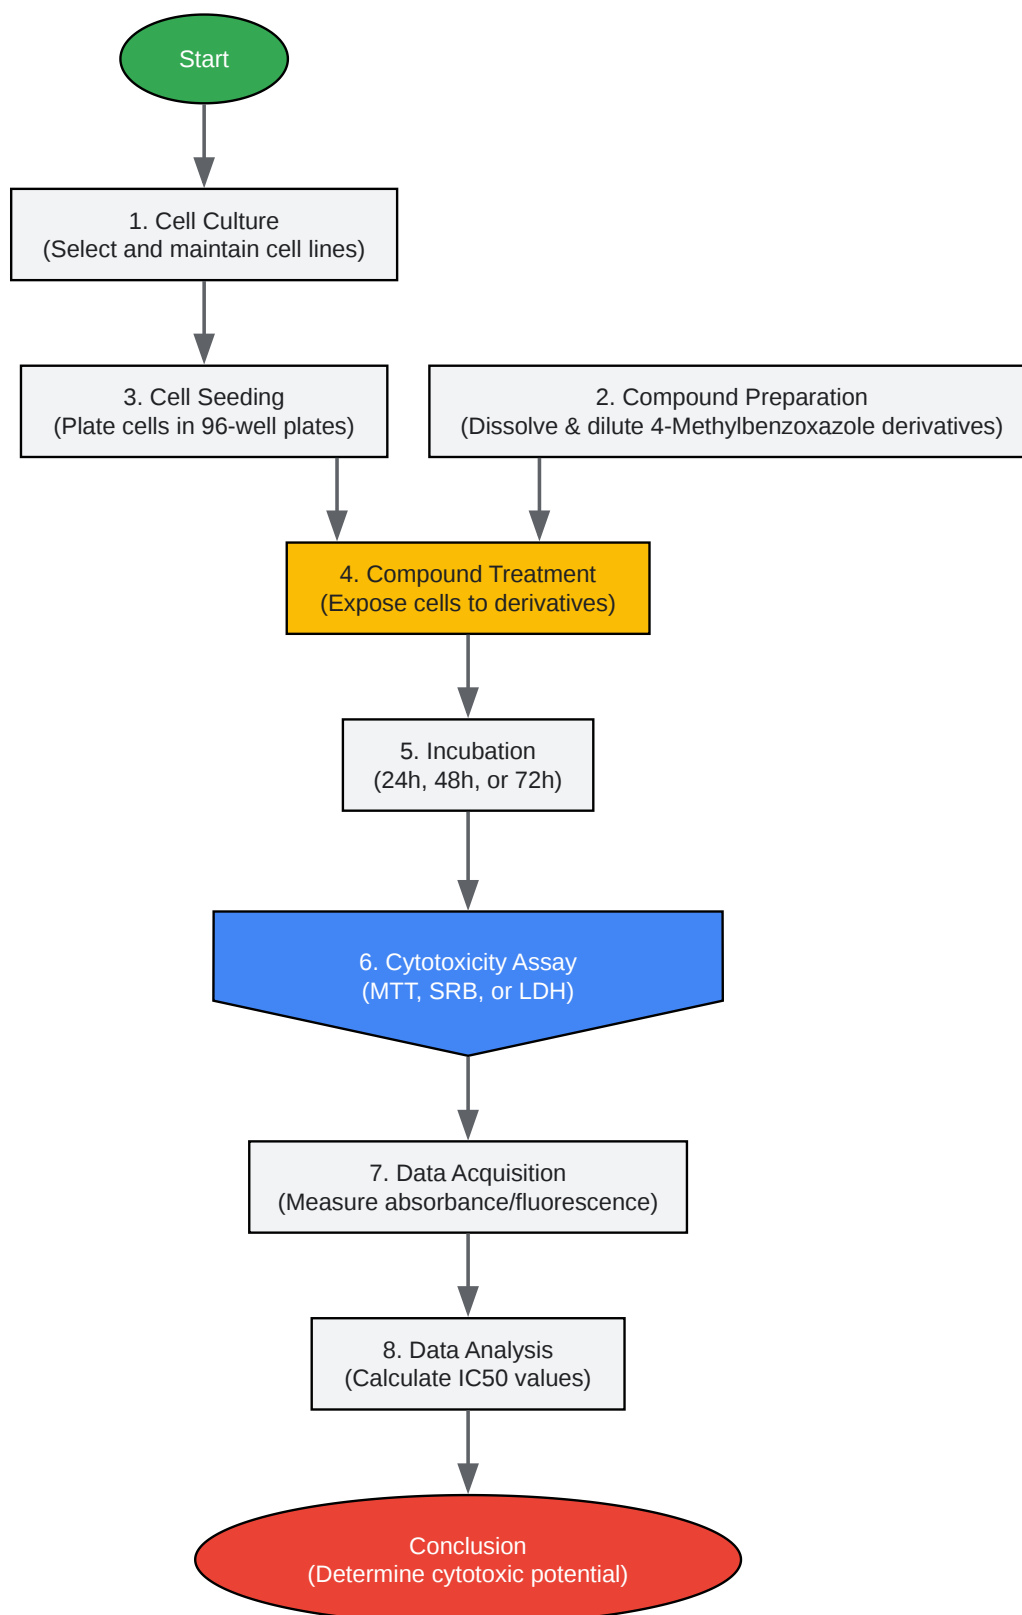 Start
1. Cell Culture
(Select and maintain cell lines)
3. Cell Seeding
(Plate cells in 96-well plates)
2. Compound Preparation
(Dissolve & dilute 4-Methylbenzoxazole derivatives)
4. Compound Treatment
(Expose cells to derivatives)
5. Incubation
(24h, 48h, or 72h)
6. Cytotoxicity Assay
(MTT, SRB, or LDH)
7. Data Acquisition
(Measure absorbance/fluorescence)
8. Data Analysis
(Calculate IC50 values)
Conclusion
(Determine cytotoxic potential)